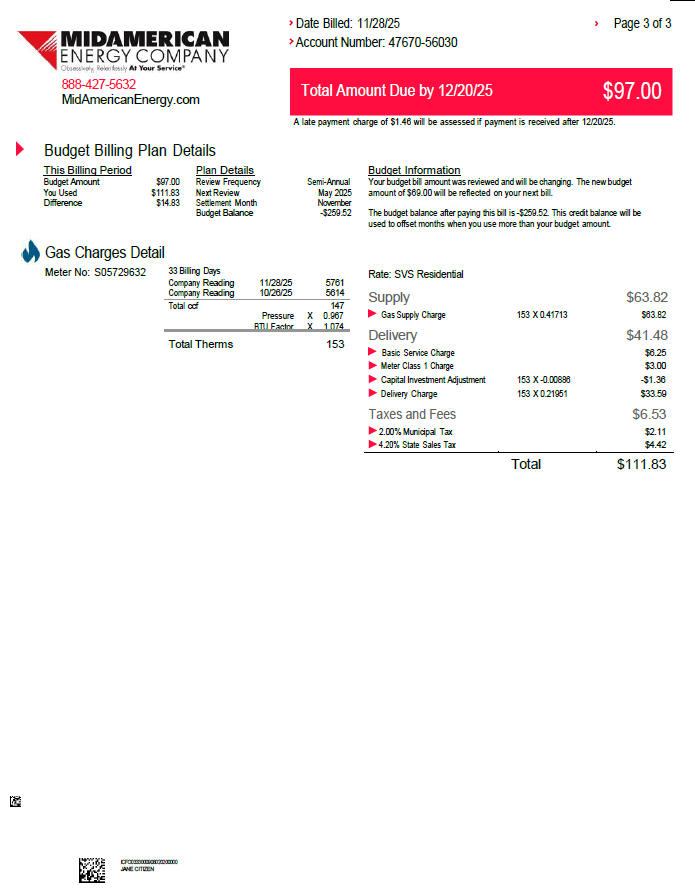 MIDAMERICAN
ENERGY COMPANY
Obsessively, Relentlessly At Your Service®
888-427-5632
MidAmericanEnergy.com
Date Billed: 11/28/25
Page 3 of 3
Account Number: 47670-56030
Total Amount Due by 12/20/25 $97.00
A late payment charge of $1.46 will be assessed if payment is received after 12/20/25.
Budget Billing Plan Details
This Billing Period
Budget Amount $97.00
You Used $111.83
Difference $14.83
Plan Details
Review Frequency Semi-Annual
Next Review May 2025
Settlement Month November
Budget Balance -$259.52
Budget Information
Your budget bill amount was reviewed and will be changing. The new budget
amount of $69.00 will be reflected on your next bill.
The budget balance after paying this bill is -$259.52. This credit balance will be
used to offset months when you use more than your budget amount.
Gas Charges Detail
Meter No: S05729632
33 Billing Days
Company Reading 11/28/25 5761
Company Reading 10/26/25 5614
Total ccf 147
Pressure X 0.967
BTU Factor X 1.074
Total Therms 153
Rate: SVS Residential
Supply $63.82
Gas Supply Charge 153 X 0.41713 $63.82
Delivery $41.48
Basic Service Charge $6.25
Meter Class 1 Charge $3.00
Capital Investment Adjustment 153 X -0.00886 -$1.36
Delivery Charge 153 X 0.21951 $33.59
Taxes and Fees $6.53
2.00% Municipal Tax $2.11
4.20% State Sales Tax $4.42
Total $111.83
JANE CITIZEN